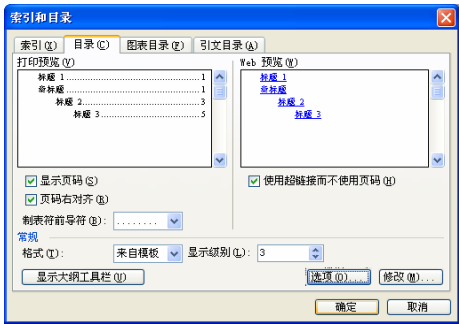 索引和目录
索引(X) 目录(C) 图表目录(F) 引文目录(A)
打印预览(V) Web 预览(W)
标题 1................................1
章标题................................1
标题 2............................3
标题 3........................5
标题 1
章标题
标题 2
标题 3
显示页码(S) 使用超链接而不使用页码(H)
页码右对齐(R)
制表符前导符(B): ........
常规
格式(T): 来自模板 显示级别(L): 3
显示大纲工具栏(U) 选项(O)... 修改(M)...
确定 取消